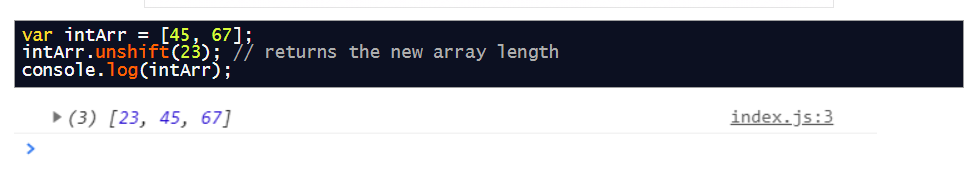 var intArr = [45, 67];
intArr.unshift(23); // returns the new array length
console.log(intArr);
(3) [23, 45, 67] index.js:3